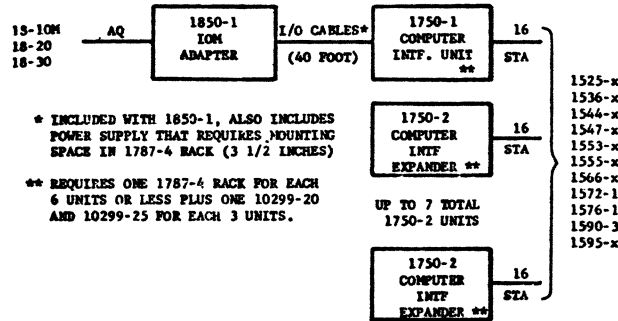 1S-IOM
18-20
18-30
AQ
1850-1
IOM
ADAPTER
I/O CABLES*
(40 FOOT)
1750-1
COMPUTER
INTF. UNIT
**
16
STA
* INCLUDED WITH 1850-1, ALSO INCLUDES
POWER SUPPLY THAT REQUIRES MOUNTING
SPACE IN 1787-4 RACK (3 1/2 INCHES)
** REQUIRES ONE 1787-4 RACK FOR EACH
6 UNITS OR LESS PLUS ONE 10299-20
AND 10299-25 FOR EACH 3 UNITS.
1750-2
COMPUTER
INTF
EXPANDER **
16
STA
UP TO 7 TOTAL
1750-2 UNITS
1750-2
COMPUTER
INTF
EXPANDER **
16
STA
1525-x
1536-x
1544-x
1547-x
1553-x
1555-x
1566-x
1572-1
1576-1
1590-3
1595-x